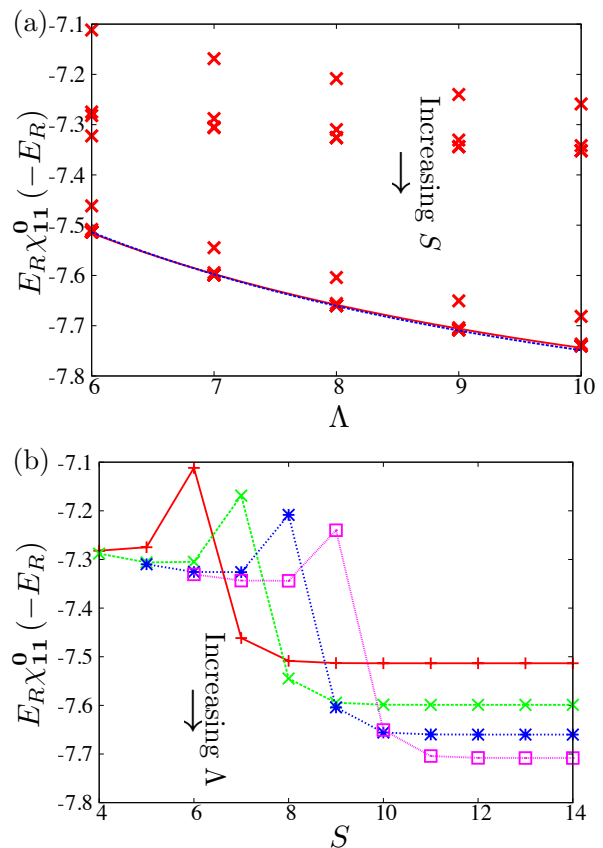 (a)
-7.1
-7.2
-7.3
-7.4
-7.5
-7.6
-7.7
-7.8
6 7 8 9 10
Λ
E_R χ^0_11 (−E_R)
Increasing S
(b)
-7.1
-7.2
-7.3
-7.4
-7.5
-7.6
-7.7
-7.8
4 6 8 10 12 14
S
E_R χ^0_11 (−E_R)
Increasing Λ